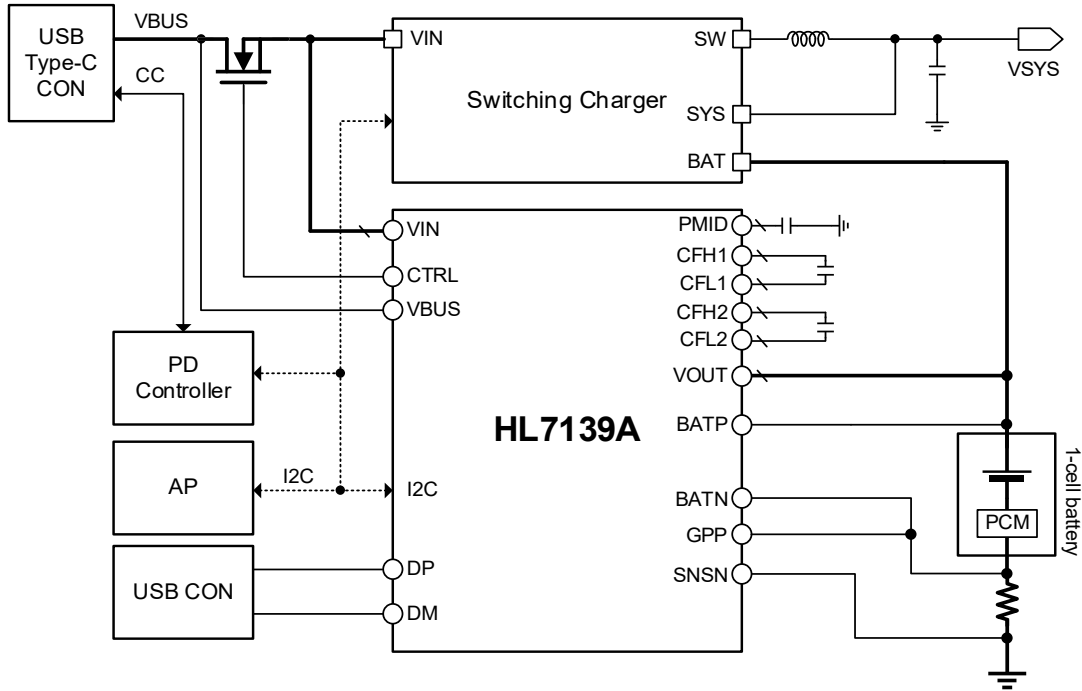 USB
Type-C
CON
VBUS
CC
VIN
Switching Charger
SW
SYS
BAT
VSYS
VIN
CTRL
VBUS
PMID
CFH1
CFL1
CFH2
CFL2
VOUT
BATP
BATN
GPP
SNSN
HL7139A
PD
Controller
AP
I2C
I2C
USB CON
DP
DM
PCM
1-cell battery